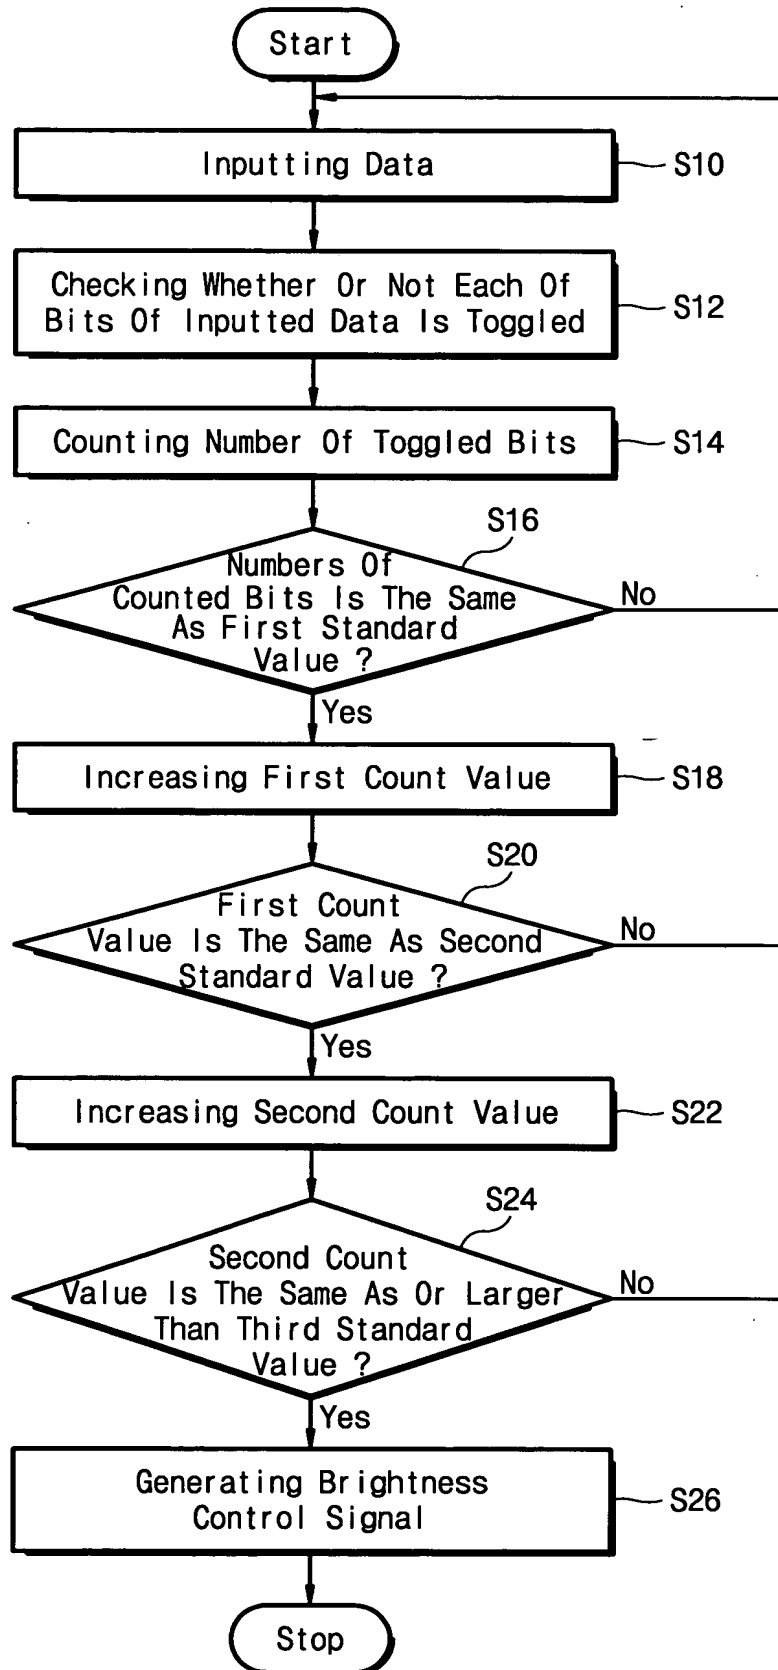 Start
Inputting Data
S10
Checking Whether Or Not Each Of
Bits Of Inputted Data Is Toggled
S12
Counting Number Of Toggled Bits
S14
S16
Numbers Of
Counted Bits Is The Same
As First Standard
Value ?
No
Yes
Increasing First Count Value
S18
S20
First Count
Value Is The Same As Second
Standard Value ?
No
Yes
Increasing Second Count Value
S22
S24
Second Count
Value Is The Same As Or Larger
Than Third Standard
Value ?
No
Yes
Generating Brightness
Control Signal
S26
Stop